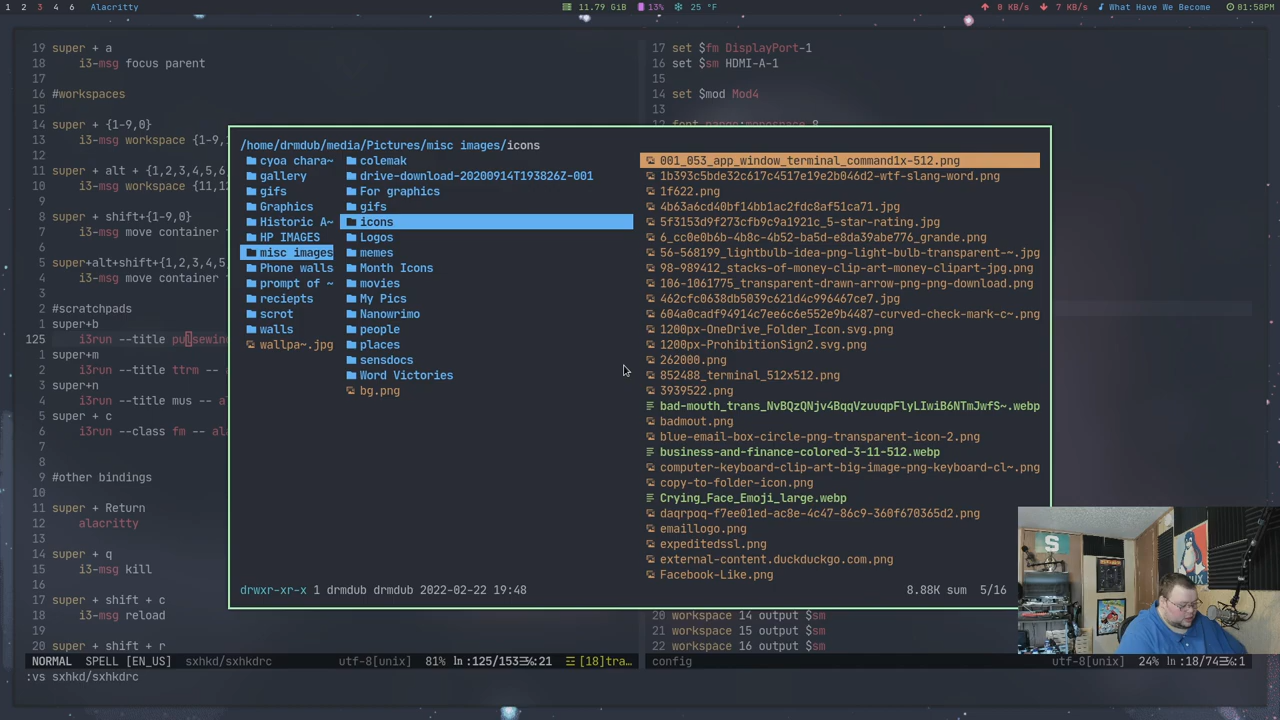 1 2 3 4 6 Alacritty 11.79 GiB 13% 25 °F 8 KB/s 7 KB/s What Have We Become 01:58PM
19 super + a
18 i3-msg focus parent
17
16 #workspaces
15
14 super + {1-9,0}
13 i3-msg workspace {1-9,
12
11 super + alt + {1,2,3,4,5,6,
10 i3-msg workspace {11,12
9
8 super + shift+{1-9,0}
7 move container t
6
5 super+alt+shift+{1,2,3,4,5
4 i3-msg move container
3
2 #scratchpads
1 super+b
125 i3run --title pulsewin
1 super+m
2 i3run --title ttrm --
3 super+n
4 i3run --title mus -- al
5 super + c
6 i3run --class fm -- ala
7
8
9 #other bindings
10
11 super + Return
12 alacritty
13
14 super + q
15 i3-msg kill
16
17 super + shift + c
18 i3-msg reload
19
20 super + shift + r
NORMAL SPELL [EN_US] sxhkd/sxhkdrc utf-8[unix] 81% ln :125/153 :21 [18]tra…
:vs sxhkd/sxhkdrc
17 set $fm DisplayPort-1
16 set $sm HDMI-A-1
15
14 set $mod Mod4
13
/home/drmdub/media/Pictures/misc images/icons
cyoa chara~
gallery
gifs
Graphics
Historic A~
HP IMAGES
misc images
Phone walls
prompt of ~
reciepts
scrot
walls
wallpa~.jpg
colemak
drive-download-20200914T193826Z-001
For graphics
gifs
icons
Logos
memes
Month Icons
movies
My Pics
Nanowrimo
people
places
sensdocs
Word Victories
bg.png
001_053_app_window_terminal_command1x-512.png
1b393c5bde32c617c4517e19e2b046d2-wtf-slang-word.png
1f622.png
4b63a6cd40bf14bb1ac2fdc8af51ca71.jpg
5f3153d9f273cfb9c9a1921c_5-star-rating.jpg
6_cc0e0b6b-4b8c-4b52-ba5d-e8da39abe776_grande.png
56-568199_lightbulb-idea-png-light-bulb-transparent-~.jpg
98-989412_stacks-of-money-clip-art-money-clipart-jpg.png
106-1061775_transparent-drawn-arrow-png-png-download.png
462cfc0638db5039c621d4c996467ce7.jpg
604a0cadf94914c7ee6c6e552e9b4487-curved-check-mark-c~.png
1200px-OneDrive_Folder_Icon.svg.png
1200px-ProhibitionSign2.svg.png
262000.png
852488_terminal_512x512.png
3939522.png
bad-mouth_trans_NvBQzQNjv4BqqVzuuqpFlyLIwiB6NTmJwfS~.webp
badmout.png
blue-email-box-circle-png-transparent-icon-2.png
business-and-finance-colored-3-11-512.webp
computer-keyboard-clip-art-big-image-png-keyboard-cl~.png
copy-to-folder-icon.png
Crying_Face_Emoji_large.webp
daqrpoq-f7ee01ed-ac8e-4c47-86c9-360f670365d2.png
emaillogo.png
expeditedssl.png
external-content.duckduckgo.com.png
Facebook-Like.png
drwxr-xr-x 1 drmdub drmdub 2022-02-22 19:48 8.88K sum 5/16
20 workspace 14 output $sm
21 workspace 15 output $sm
22 workspace 16 output $sm
config utf-8[unix] 24% ln :18/74 :1